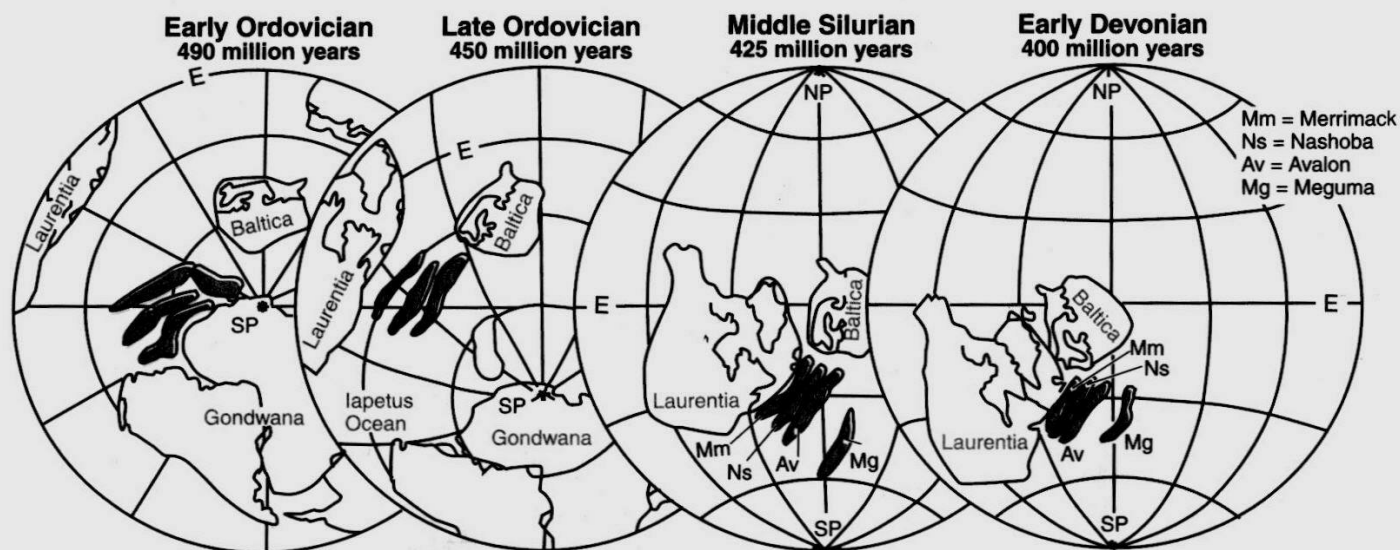 Early Ordovician
490 million years
E
Laurentia
Baltica
SP
Gondwana
Late Ordovician
450 million years
E
Baltica
Laurentia
Iapetus
Ocean
SP
Gondwana
Middle Silurian
425 million years
NP
E
Baltica
Laurentia
Mm
Ns
Av
Mg
SP
Early Devonian
400 million years
NP
E
Baltica
Mm
Ns
Laurentia
Av
Mg
SP
Mm = Merrimack
Ns = Nashoba
Av = Avalon
Mg = Meguma